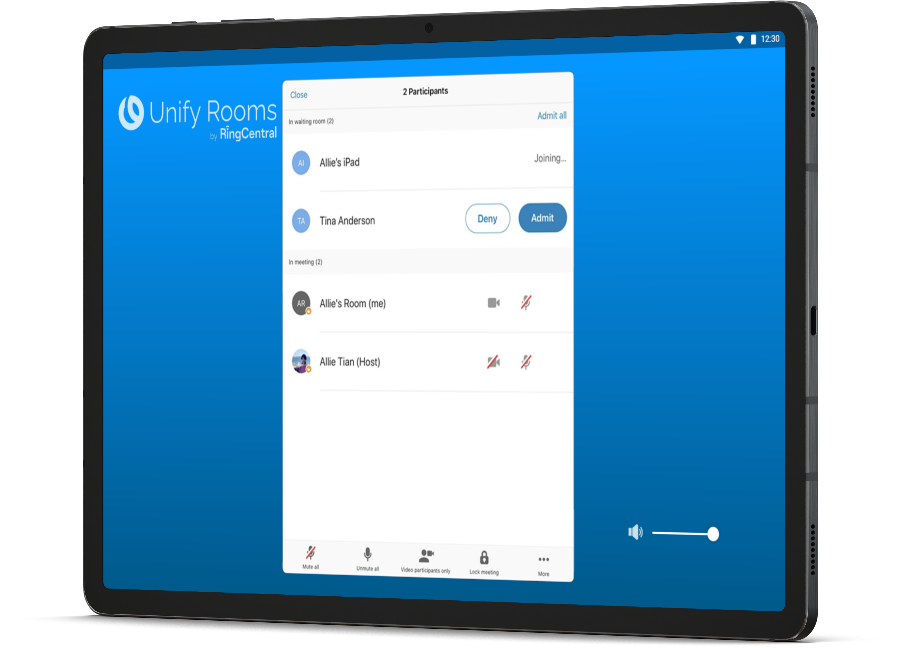 12:30
Unify Rooms
by RingCentral
Close
2 Participants
In waiting room (2)
Admit all
AI
Allie's iPad
Joining...
TA
Tina Anderson
Deny
Admit
In meeting (2)
AR
Allie's Room (me)
Allie Tian (Host)
Mute all
Unmute all
Video participants only
Lock meeting
More